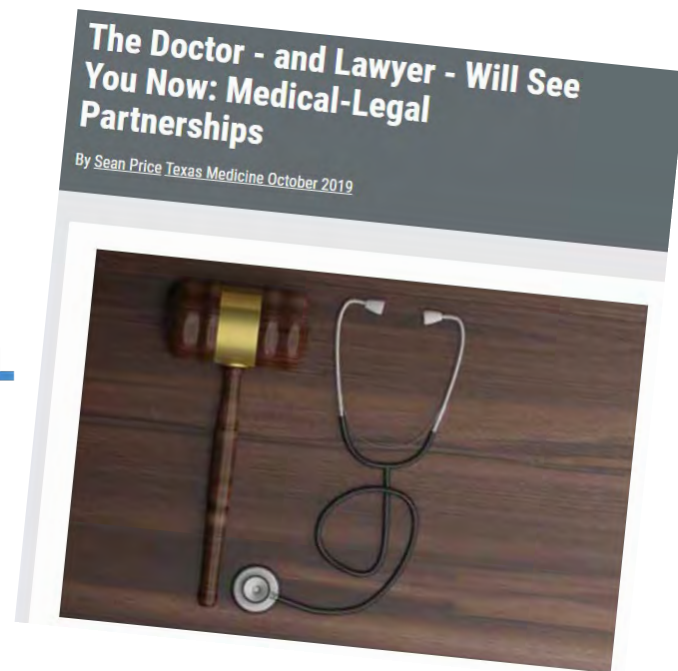 The Doctor - and Lawyer - Will See
You Now: Medical-Legal
Partnerships
By Sean Price Texas Medicine October 2019